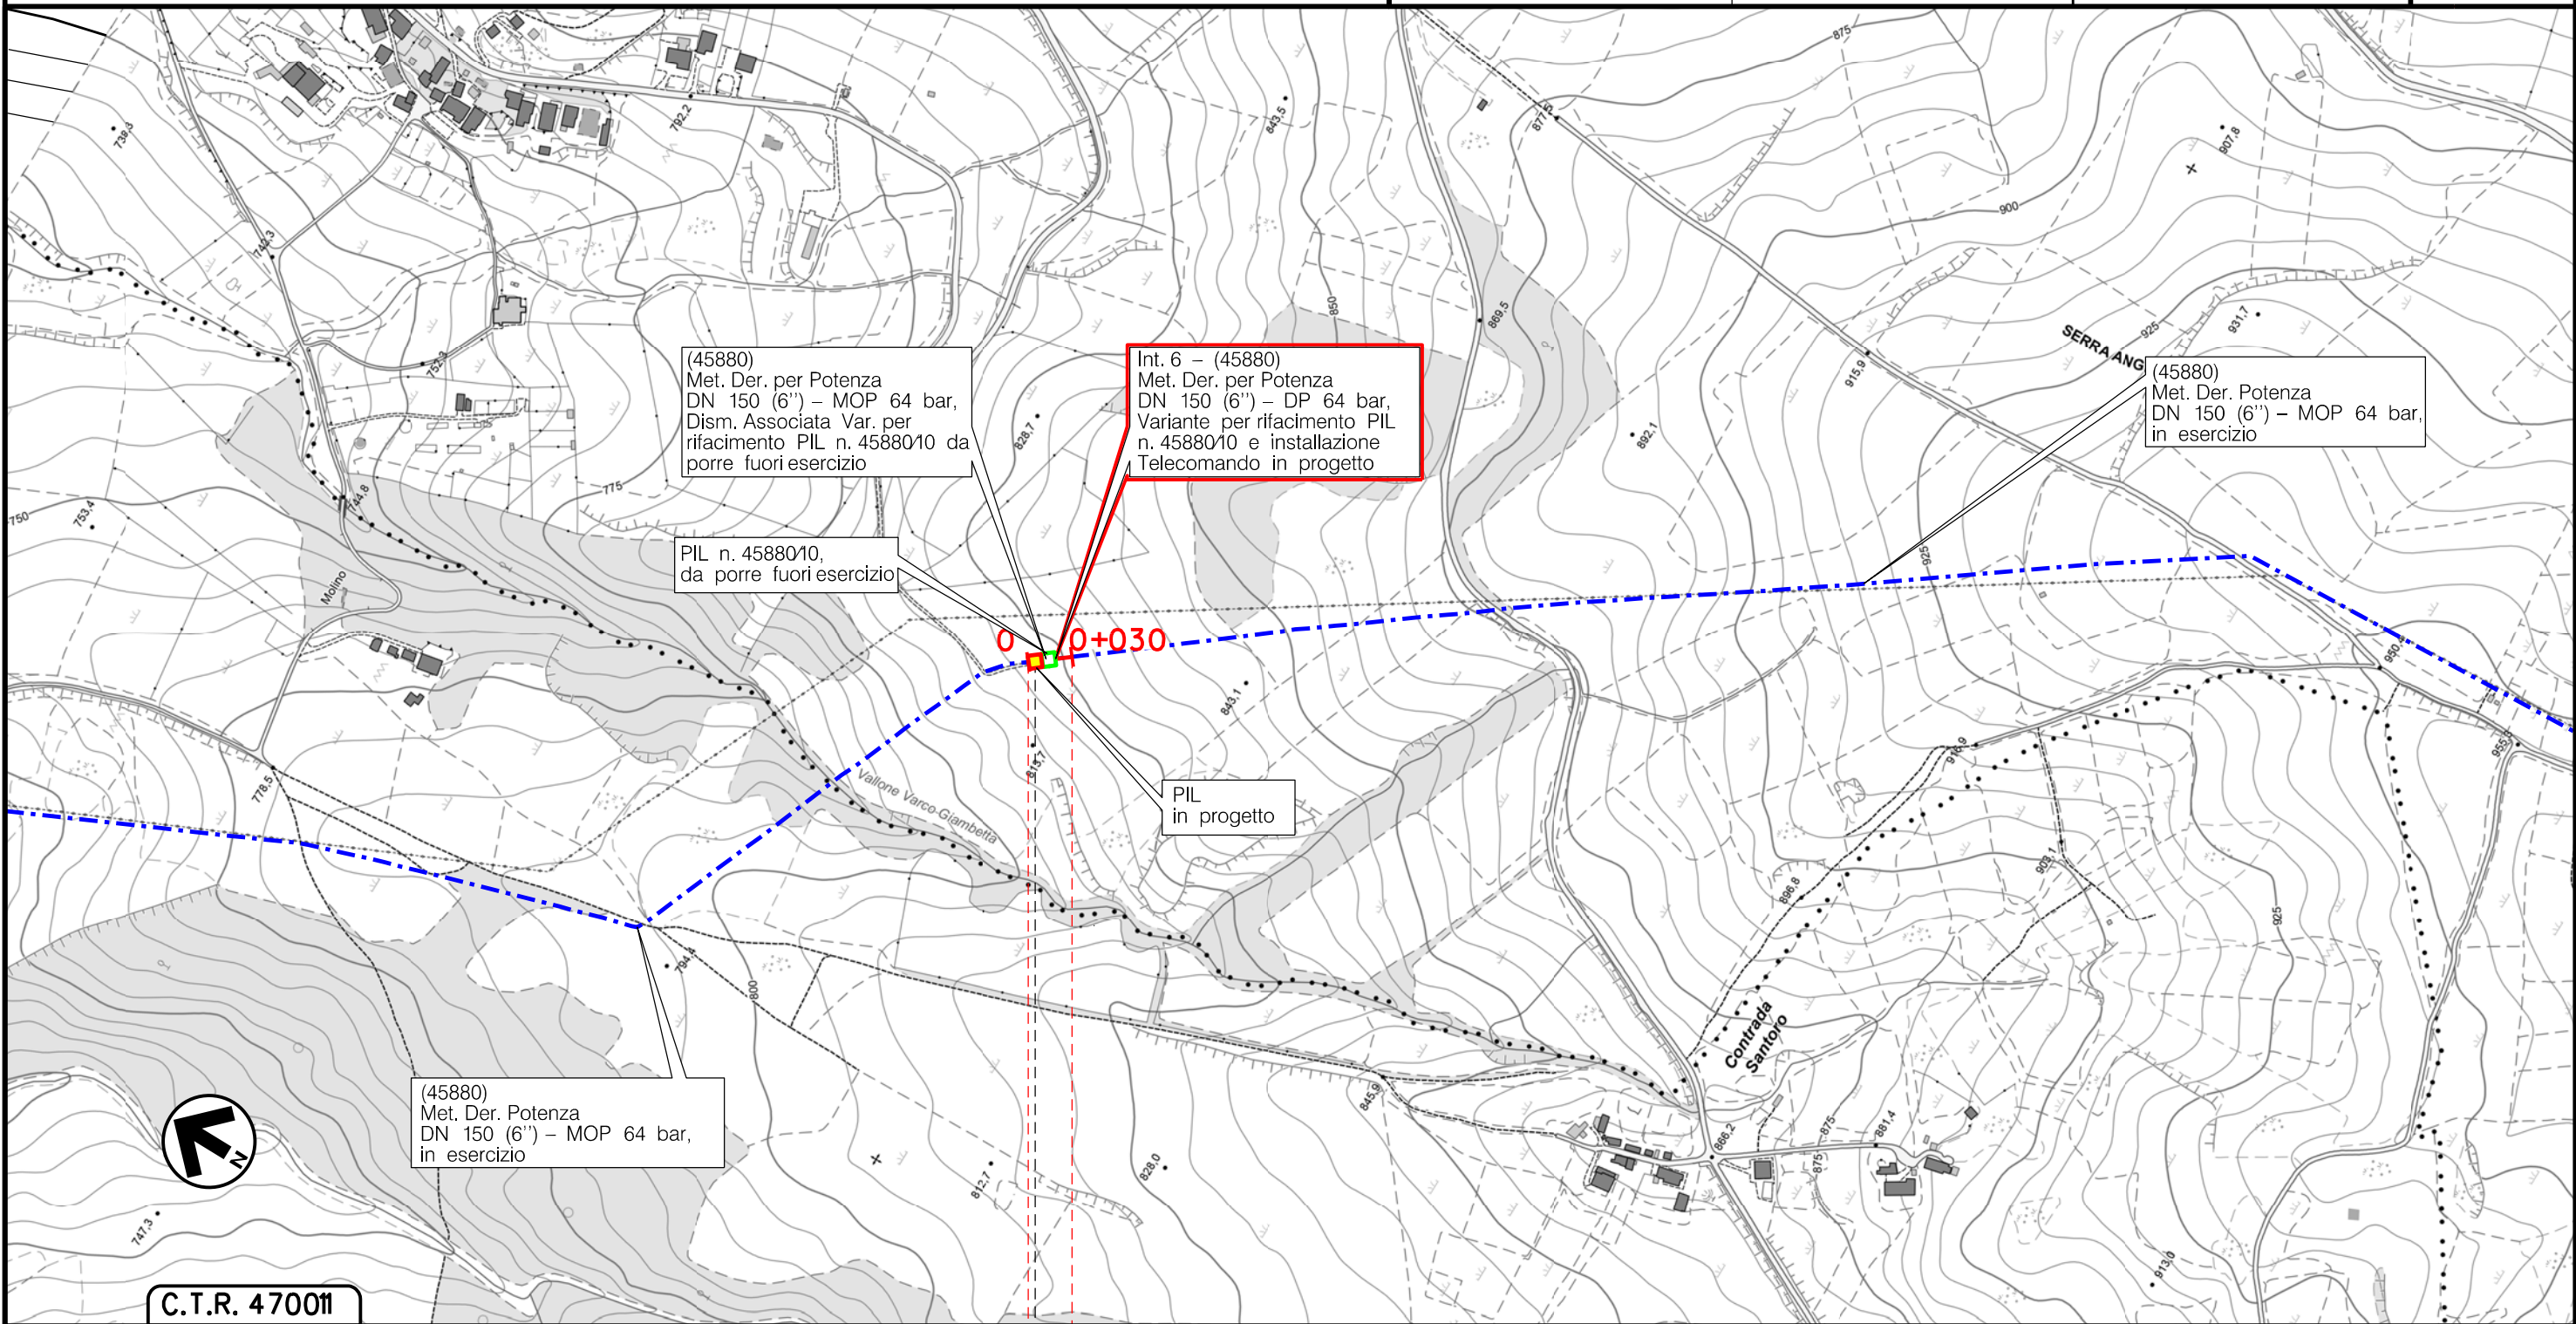 875
738,3
792,2
843,5
877,5
907,8
900
742,3
850
869,5
SERRA ANG
925
931,7
915,9
752,3
(45880)
Met. Der. per Potenza
DN 150 (6'') – MOP 64 bar,
Dism. Associata Var. per
rifacimento PIL n. 45880/10 da
porre fuori esercizio
828,7
Int. 6 – (45880)
Met. Der. per Potenza
DN 150 (6'') – DP 64 bar,
Variante per rifacimento PIL
n. 45880/10 e installazione
Telecomando in progetto
892,1
(45880)
Met. Der. Potenza
DN 150 (6'') – MOP 64 bar,
in esercizio
775
744,8
750
753,4
PIL n. 45880/10,
da porre fuori esercizio
925
Molino
0
0+030
950,4
843,1
813,7
778,5
Vallone Varco Giambetta
PIL
in progetto
916,9
955,5
903,1
896,8
925
794,4
800
Contrada
Santoro
(45880)
Met. Der. Potenza
DN 150 (6'') – MOP 64 bar,
in esercizio
N
845,9
866,2
875
875
881,4
812,7
828,0
747,3
913,0
C.T.R. 470011